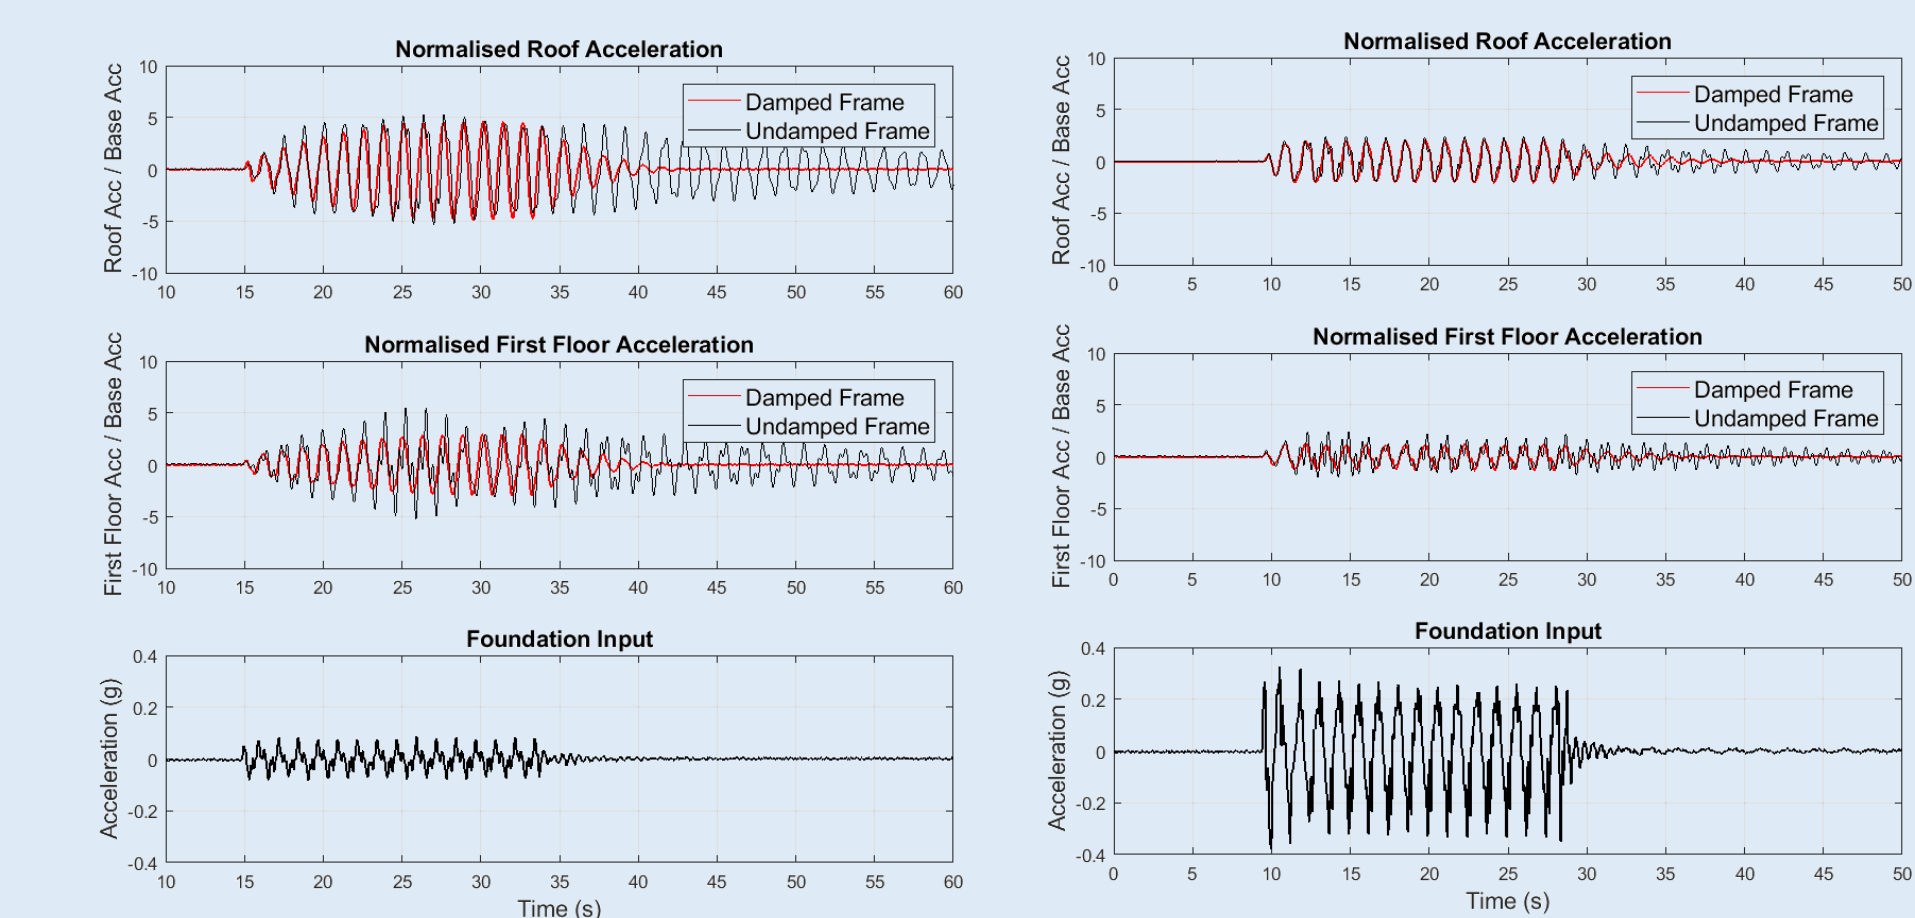 Normalised Roof Acceleration
Roof Acc / Base Acc
10
5
0
-5
-10
Damped Frame
Undamped Frame
10 15 20 25 30 35 40 45 50 55 60
Normalised First Floor Acceleration
First Floor Acc / Base Acc
10
5
0
-5
-10
Damped Frame
Undamped Frame
10 15 20 25 30 35 40 45 50 55 60
Foundation Input
Acceleration (g)
0.4
0.2
0
-0.2
-0.4
10 15 20 25 30 35 40 45 50 55 60
Time (s)
Normalised Roof Acceleration
Roof Acc / Base Acc
10
5
0
-5
-10
Damped Frame
Undamped Frame
0 5 10 15 20 25 30 35 40 45 50
Normalised First Floor Acceleration
First Floor Acc / Base Acc
10
5
0
-5
-10
Damped Frame
Undamped Frame
0 5 10 15 20 25 30 35 40 45 50
Foundation Input
Acceleration (g)
0.4
0.2
0
-0.2
-0.4
0 5 10 15 20 25 30 35 40 45 50
Time (s)